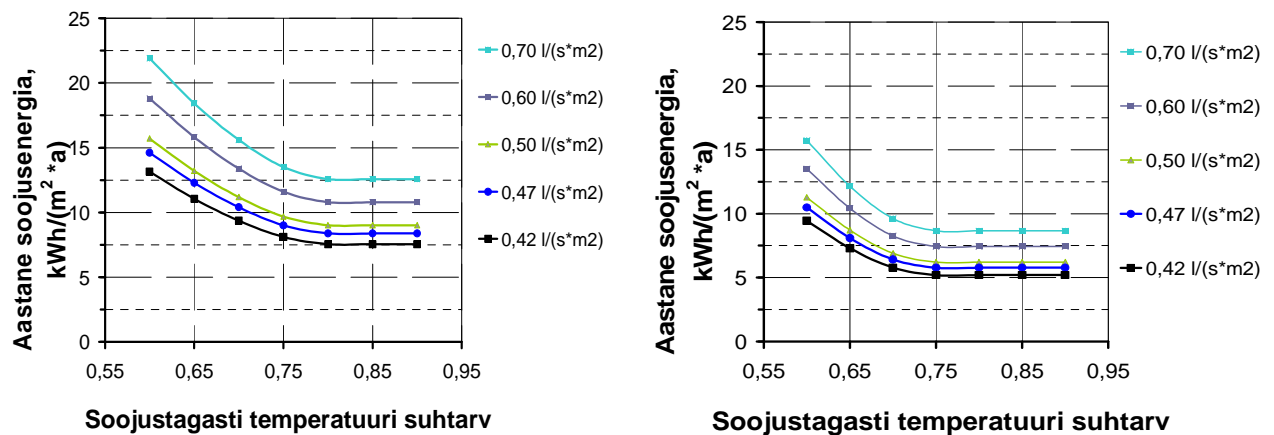 Aastane soojusenergia,
kWh/(m² *a)
25
20
15
10
5
0
0,55
0,65
0,75
0,85
0,95
Soojustagasti temperatuuri suhtarv
0,70 l/(s*m2)
0,60 l/(s*m2)
0,50 l/(s*m2)
0,47 l/(s*m2)
0,42 l/(s*m2)
Aastane soojusenergia,
kWh/(m² *a)
25
20
15
10
5
0
0,55
0,65
0,75
0,85
0,95
Soojustagasti temperatuuri suhtarv
0,70 l/(s*m2)
0,60 l/(s*m2)
0,50 l/(s*m2)
0,47 l/(s*m2)
0,42 l/(s*m2)